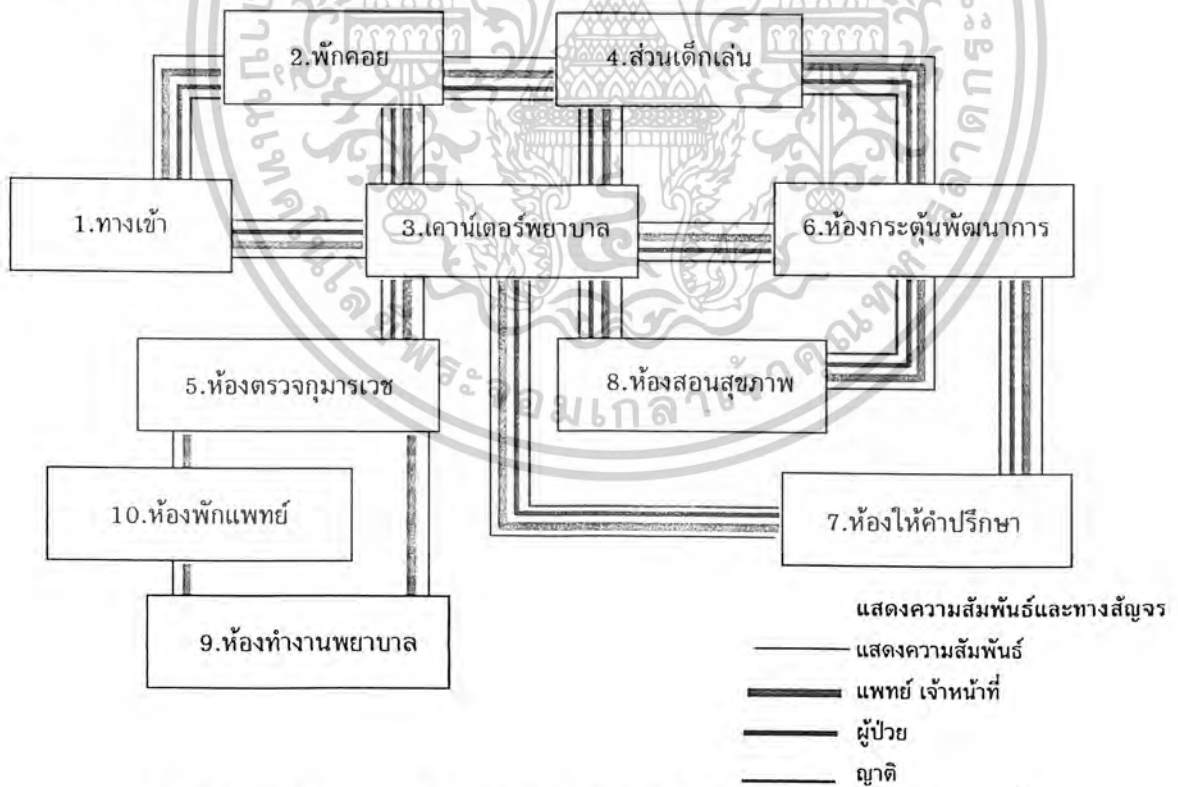 2.พักคอย
4.ส่วนเด็กเล่น
1.ทางเข้า
3.เคาน์เตอร์พยาบาล
6.ห้องกระตุ้นพัฒนาการ
5.ห้องตรวจกุมารเวช
8.ห้องสอนสุขภาพ
10.ห้องพักแพทย์
7.ห้องให้คำปรึกษา
9.ห้องทำงานพยาบาล
แสดงความสัมพันธ์และทางสัญจร
แสดงความสัมพันธ์
แพทย์ เจ้าหน้าที่
ผู้ป่วย
ญาติ